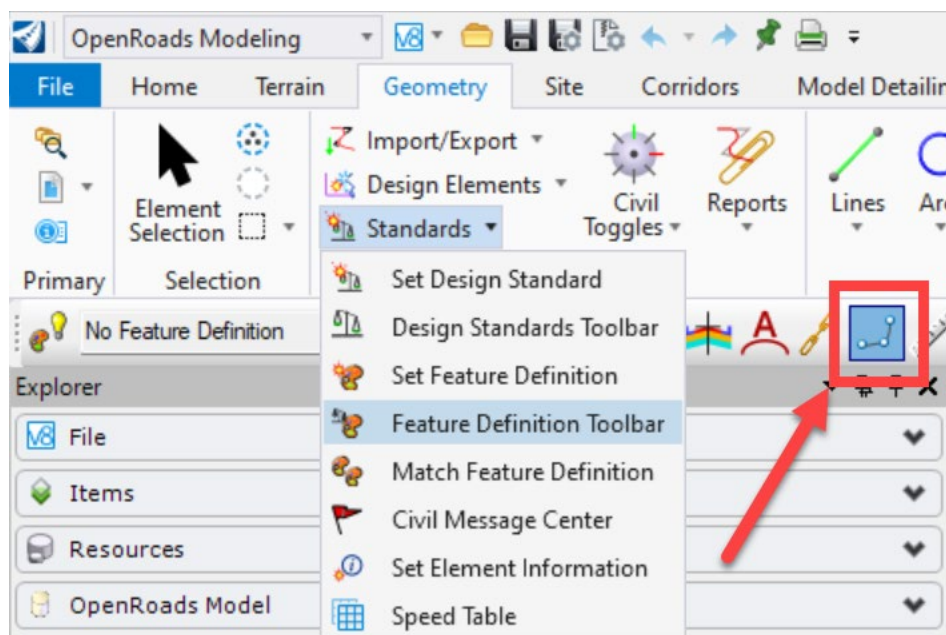 OpenRoads Modeling
File Home Terrain Geometry Site Corridors Model Detailin
Import/Export
Design Elements
Standards
Element
Selection
Civil
Toggles
Reports
Lines
Ar
Primary
Selection
Set Design Standard
Design Standards Toolbar
Set Feature Definition
Feature Definition Toolbar
Match Feature Definition
Civil Message Center
Set Element Information
Speed Table
No Feature Definition
Explorer
V8 File
Items
Resources
OpenRoads Model